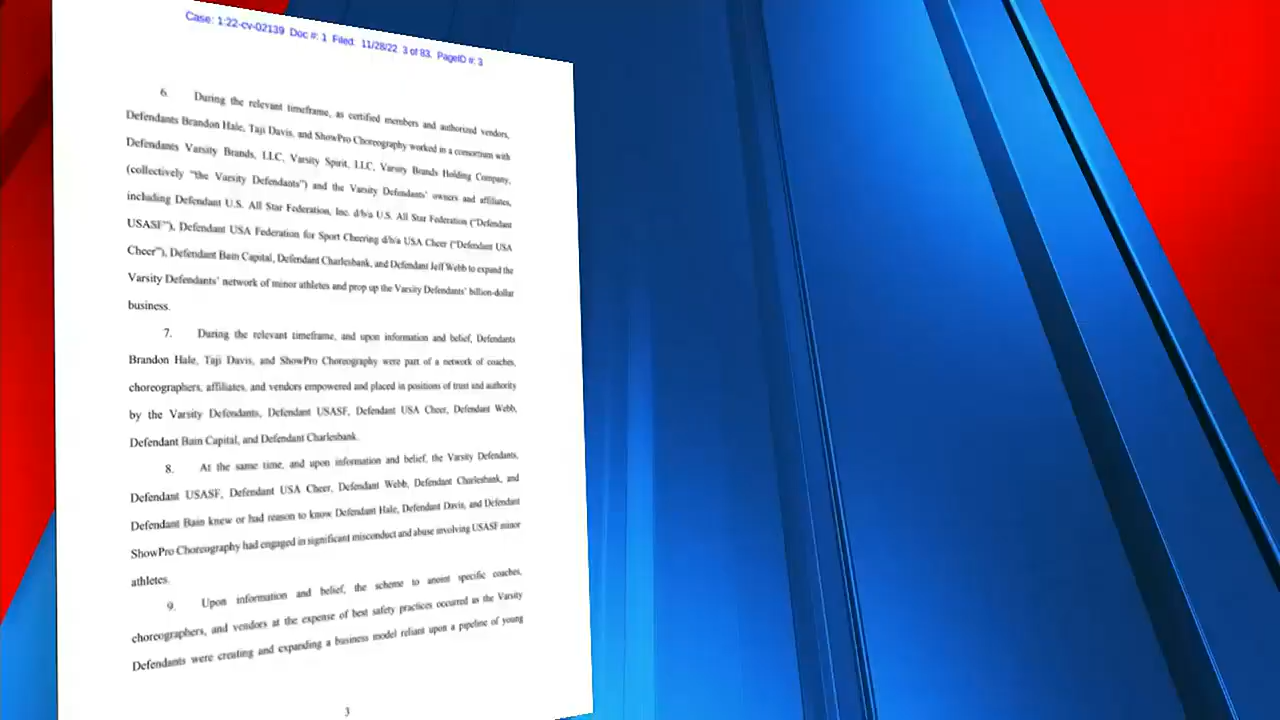 Case: 1:22-cv-02139 Doc #: 1 Filed: 11/28/22 3 of 83. PageID #: 3
6. During the relevant timeframe, as certified members and authorized vendors,
Defendants Brandon Hale, Taji Davis, and ShowPro Choreography worked in a consortium with
Defendants Varsity Brands, LLC, Varsity Spirit, LLC, Varsity Brands Holding Company,
(collectively “the Varsity Defendants”) and the Varsity Defendants’ owners and affiliates,
including Defendant U.S. All Star Federation, Inc. d/b/a U.S. All Star Federation (“Defendant
USASF”), Defendant USA Federation for Sport Cheering d/b/a USA Cheer (“Defendant USA
Cheer”), Defendant Bain Capital, Defendant Charlesbank, and Defendant Jeff Webb to expand the
Varsity Defendants’ network of minor athletes and prop up the Varsity Defendants’ billion-dollar
business.
7. During the relevant timeframe, and upon information and belief, Defendants
Brandon Hale, Taji Davis, and ShowPro Choreography were part of a network of coaches,
choreographers, affiliates, and vendors empowered and placed in positions of trust and authority
by the Varsity Defendants, Defendant USASF, Defendant USA Cheer, Defendant Webb,
Defendant Bain Capital, and Defendant Charlesbank.
8. At the same time, and upon information and belief, the Varsity Defendants,
Defendant USASF, Defendant USA Cheer, Defendant Webb, Defendant Charlesbank, and
Defendant Bain knew or had reason to know Defendant Hale, Defendant Davis, and Defendant
ShowPro Choreography had engaged in significant misconduct and abuse involving USASF minor
athletes.
9. Upon information and belief, the scheme to anoint specific coaches,
choreographers, and vendors at the expense of best safety practices occurred as the Varsity
Defendants were creating and expanding a business model reliant upon a pipeline of young
3